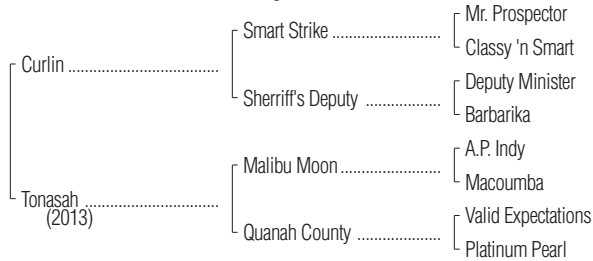 Mr. Prospector
Smart Strike ......................
Classy 'n Smart
Curlin ...............................
Deputy Minister
Sherriff's Deputy ................
Barbarika
A.P. Indy
Malibu Moon .....................
Macoumba
Tonasah ............................
(2013)
Valid Expectations
Quanah County .................
Platinum Pearl